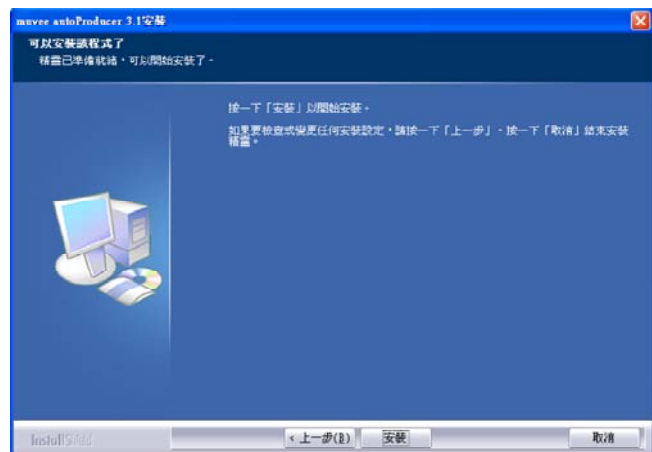 muvee autoProducer 3.1安裝
可以安裝該程式了
精靈已準備就緒，可以開始安裝了。
按一下「安裝」以開始安裝。
如果要檢查或變更任何安裝設定，請按一下「上一步」。按一下「取消」結束安裝
精靈。
InstallShield
< 上一步(B)
安裝
取消